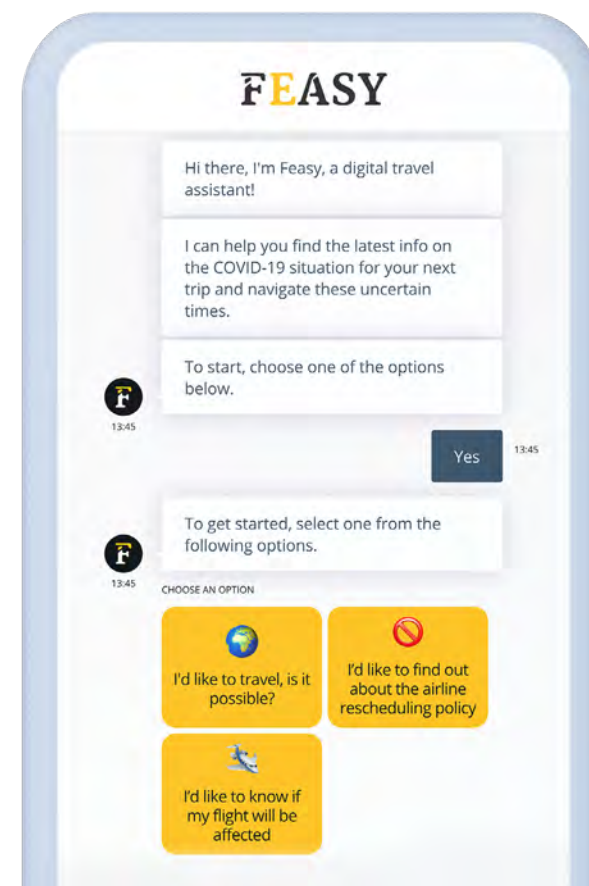 FEASY
Hi there, I'm Feasy, a digital travel
assistant!
I can help you find the latest info on
the COVID-19 situation for your next
trip and navigate these uncertain
times.
To start, choose one of the options
below.
F
13:45
Yes
13:45
To get started, select one from the
following options.
F
13:45
CHOOSE AN OPTION
I'd like to travel, is it
possible?
I'd like to find out
about the airline
rescheduling policy
I'd like to know if
my flight will be
affected